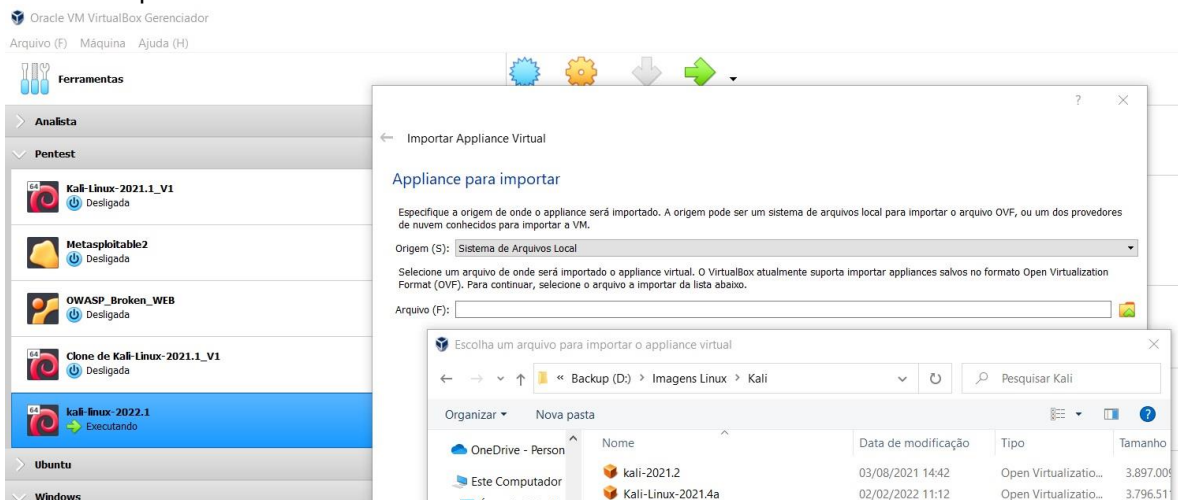 Oracle VM VirtualBox Gerenciador
Arquivo (F) Máquina Ajuda (H)
Ferramentas
Analista
Pentest
64
Kali-Linux-2021.1_V1
Desligada
Metasploitable2
Desligada
OWASP_Broken_WEB
Desligada
64
Clone de Kali-Linux-2021.1_V1
Desligada
64
kali-linux-2022.1
Executando
Ubuntu
Windows
? ×
← Importar Appliance Virtual
Appliance para importar
Especifique a origem de onde o appliance será importado. A origem pode ser um sistema de arquivos local para importar o arquivo OVF, ou um dos provedores
de nuvem conhecidos para importar a VM.
Origem (S): Sistema de Arquivos Local
Selecione um arquivo de onde será importado o appliance virtual. O VirtualBox atualmente suporta importar appliances salvos no formato Open Virtualization
Format (OVF). Para continuar, selecione o arquivo a importar da lista abaixo.
Arquivo (F):
Escolha um arquivo para importar o appliance virtual
« Backup (D:) > Imagens Linux > Kali
Pesquisar Kali
Organizar Nova pasta
OneDrive - Person
Este Computador
Nome Data de modificação Tipo Tamanho
kali-2021.2 03/08/2021 14:42 Open Virtualizatio... 3.897.009
Kali-Linux-2021.4a 02/02/2022 11:12 Open Virtualizatio... 3.796.511